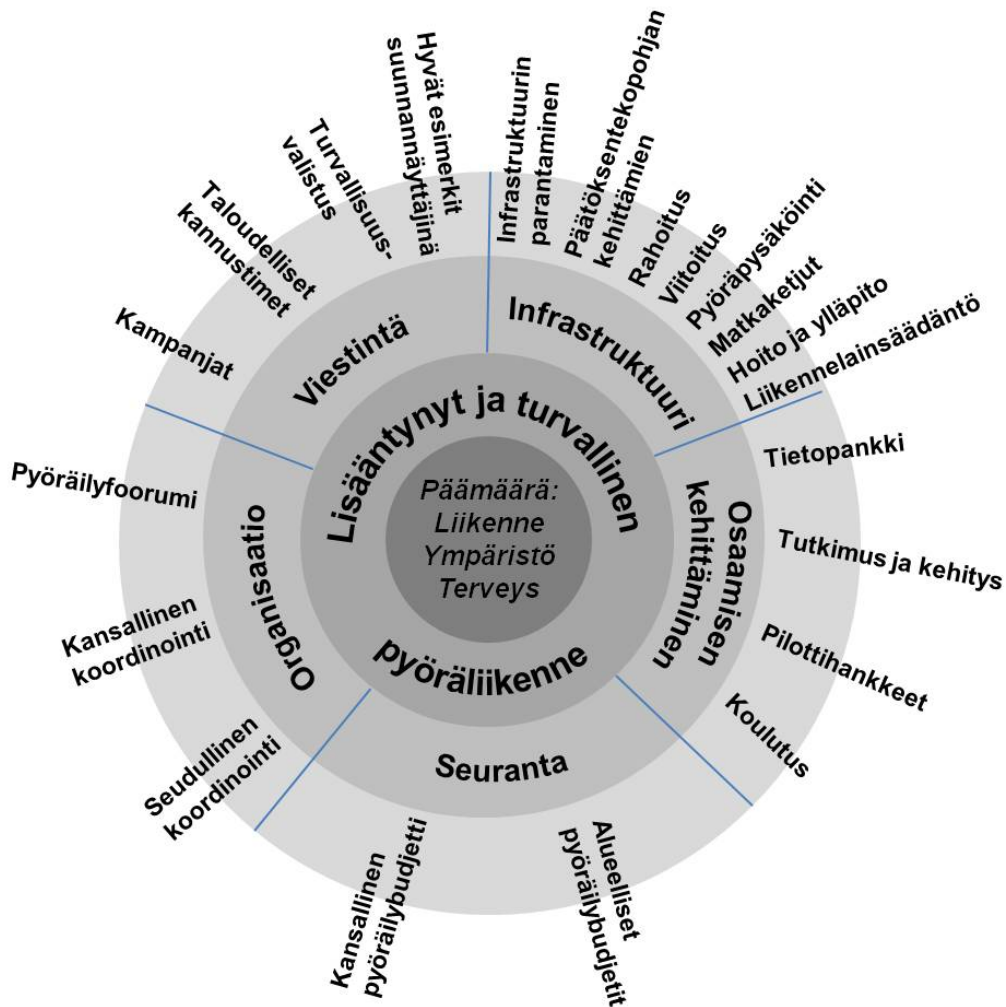 Päämäärä:
Liikenne
Ympäristö
Terveys
Lisääntynyt ja turvallinen
pyöräliikenne
Infrastruktuuri
Infrastruktuurin
parantaminen
Päätöksentekopohjan
kehittämien
Rahoitus
Viitoitus
Pyöräpysäköinti
Matkaketjut
Hoito ja ylläpito
Liikennelainsäädäntö
Osaamisen
kehittäminen
Tietopankki
Tutkimus ja kehitys
Pilottihankkeet
Koulutus
Seuranta
Alueelliset
pyöräilybudjetit
Kansallinen
pyöräilybudjetti
Organisaatio
Seudullinen
koordinointi
Kansallinen
koordinointi
Pyöräilyfoorumi
Viestintä
Kampanjat
Taloudelliset
kannustimet
Turvallisuus-
valistus
Hyvät esimerkit
suunnannäyttäjinä